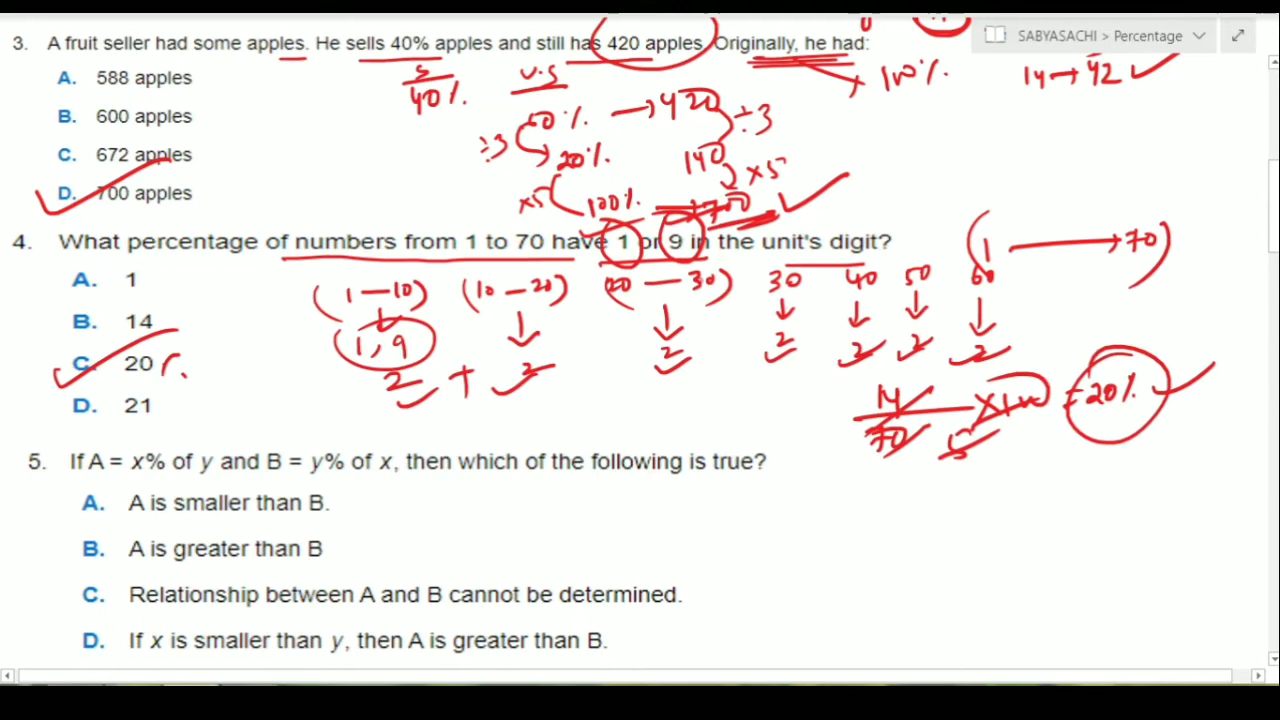 SABYASACHI > Percentage
3. A fruit seller had some apples. He sells 40% apples and still has 420 apples. Originally, he had:
A. 588 apples
B. 600 apples
C. 672 apples
D. 700 apples
40%
100%
14 → 42
60% → 420
÷3
÷3
20%
140
×5
×5
100% → 700
4. What percentage of numbers from 1 to 70 have 1 or 9 in the unit's digit?
A. 1
B. 14
C. 20 %
D. 21
(1 → 70)
(1 — 10) (10 — 20) (20 — 30) 30 40 50 60
1, 9
2 + 2 2 2 2 2 2
14/70 × 100 = 20%
5. If A = x% of y and B = y% of x, then which of the following is true?
A. A is smaller than B.
B. A is greater than B
C. Relationship between A and B cannot be determined.
D. If x is smaller than y, then A is greater than B.